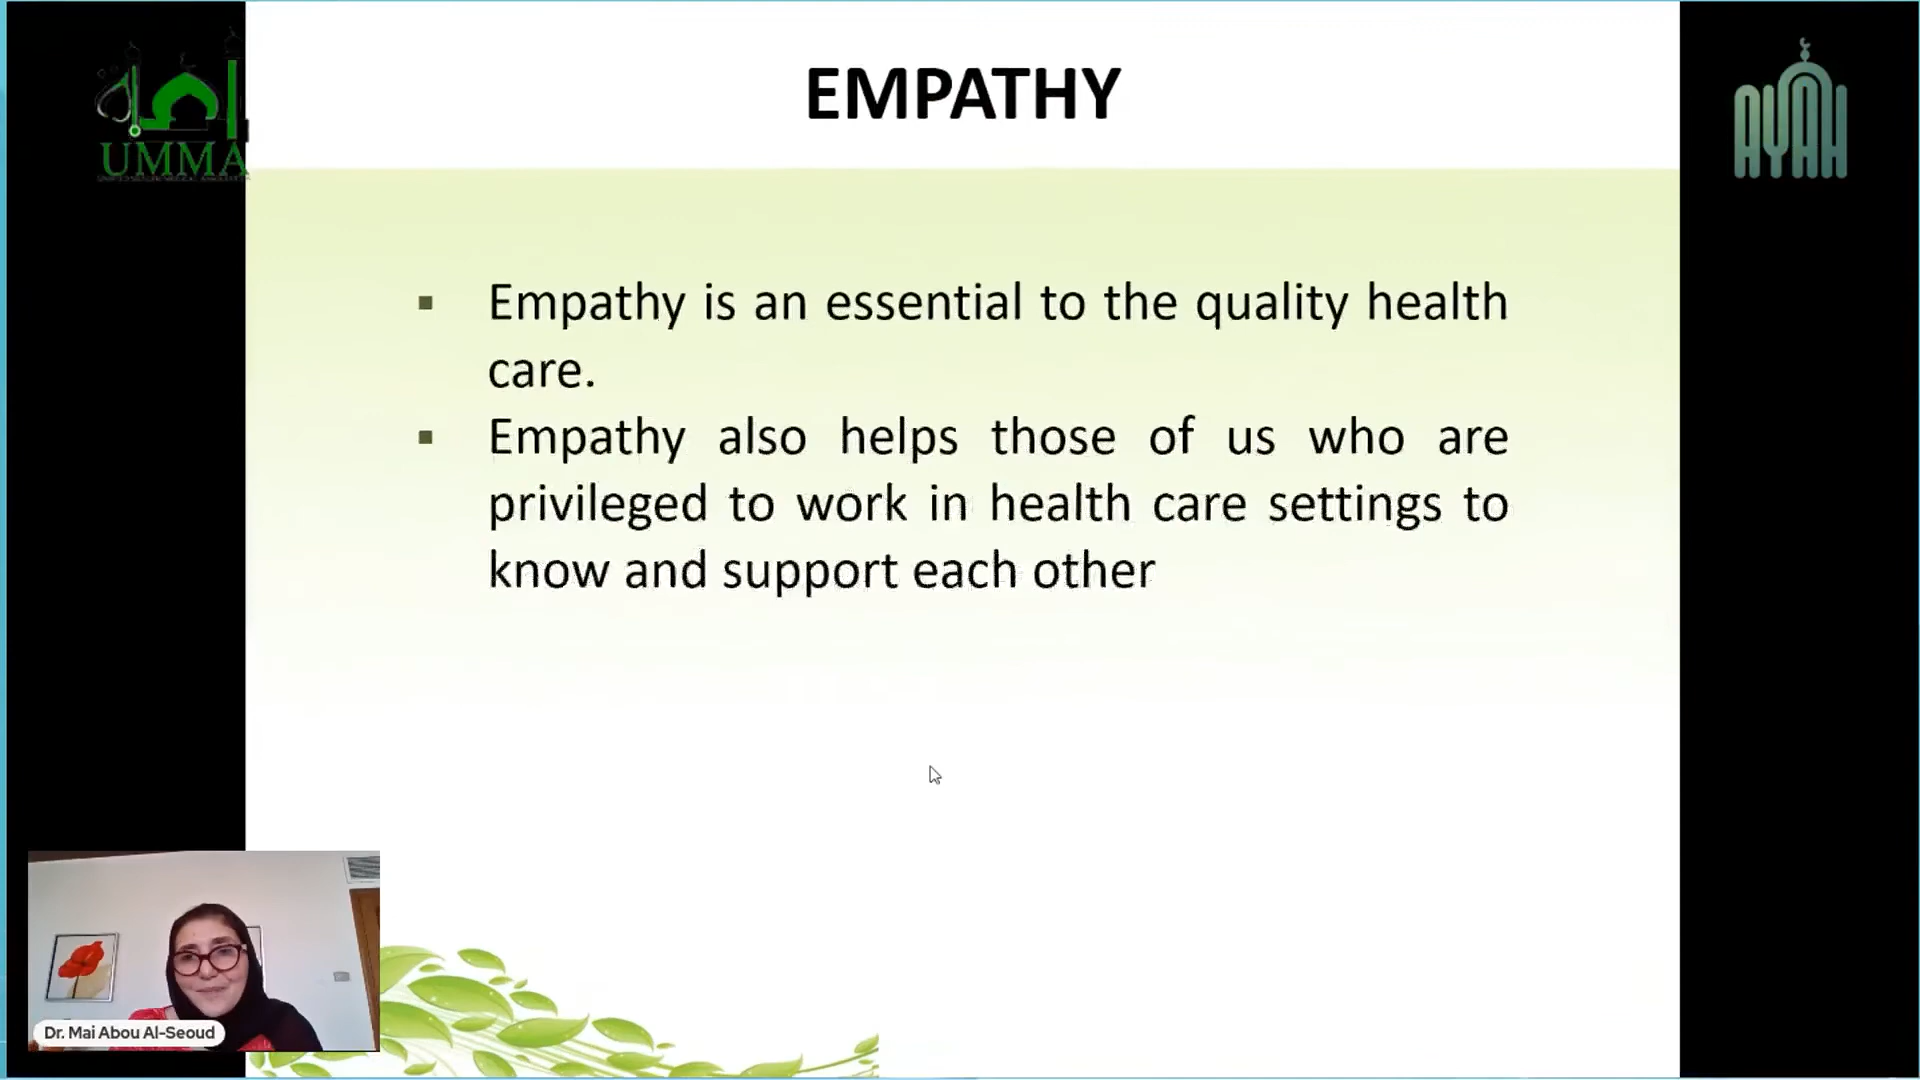 EMPATHY
UMMA
AYAH
▪ Empathy is an essential to the quality health
care.
▪ Empathy also helps those of us who are
privileged to work in health care settings to
know and support each other
Dr. Mai Abou Al-Seoud